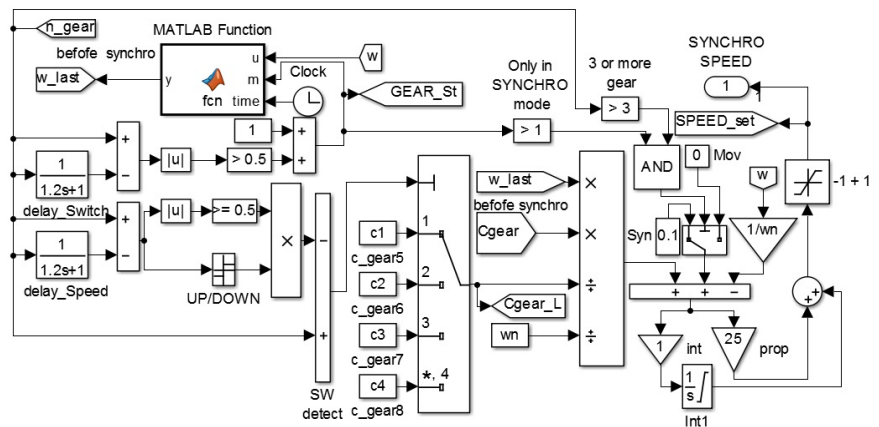 n_gear
MATLAB Function
befofe synchro
w_last
y
fcn
u
m
time
w
Clock
GEAR_St
Only in
SYNCHRO
mode
3 or more
gear
SYNCHRO
SPEED
1
SPEED_set
> 3
> 1
1
+
+
+
−
|u|
> 0.5
1
1.2s+1
delay_Switch
+
−
|u|
>= 0.5
1
1.2s+1
delay_Speed
UP/DOWN
×
−
+
SW
detect
1
c1
c_gear5
2
c2
c_gear6
3
c3
c_gear7
*, 4
c4
c_gear8
w_last
befofe synchro
Cgear
Cgear_L
wn
×
×
÷
÷
AND
0
Mov
Syn
0.1
w
1/wn
-1 + 1
+
+
−
+
+
1
int
25
prop
1
s
Int1